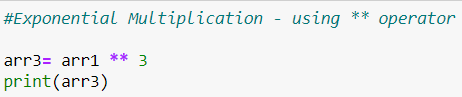 #Exponential Multiplication - using ** operator
arr3= arr1 ** 3
print(arr3)